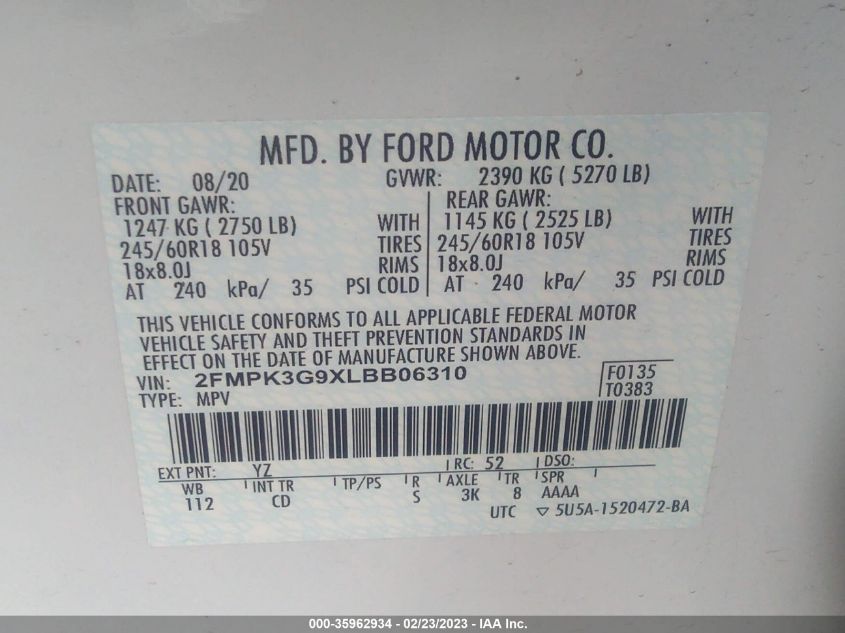 MFD. BY FORD MOTOR CO.
DATE: 08/20 GVWR: 2390 KG ( 5270 LB)
FRONT GAWR: REAR GAWR:
1247 KG ( 2750 LB) WITH 1145 KG ( 2525 LB) WITH
245/60R18 105V TIRES 245/60R18 105V TIRES
18x8.0J RIMS 18x8.0J RIMS
AT 240 kPa/ 35 PSI COLD AT 240 kPa/ 35 PSI COLD
THIS VEHICLE CONFORMS TO ALL APPLICABLE FEDERAL MOTOR
VEHICLE SAFETY AND THEFT PREVENTION STANDARDS IN
EFFECT ON THE DATE OF MANUFACTURE SHOWN ABOVE.
VIN: 2FMPK3G9XLBB06310 F0135
TYPE: MPV T0383
EXT PNT: YZ RC: 52 DSO:
WB INT TR TP/PS R AXLE TR SPR
112 CD S 3K 8 AAAA
UTC ▽ 5U5A-1520472-BA
000-35962934 - 02/23/2023 - IAA Inc.